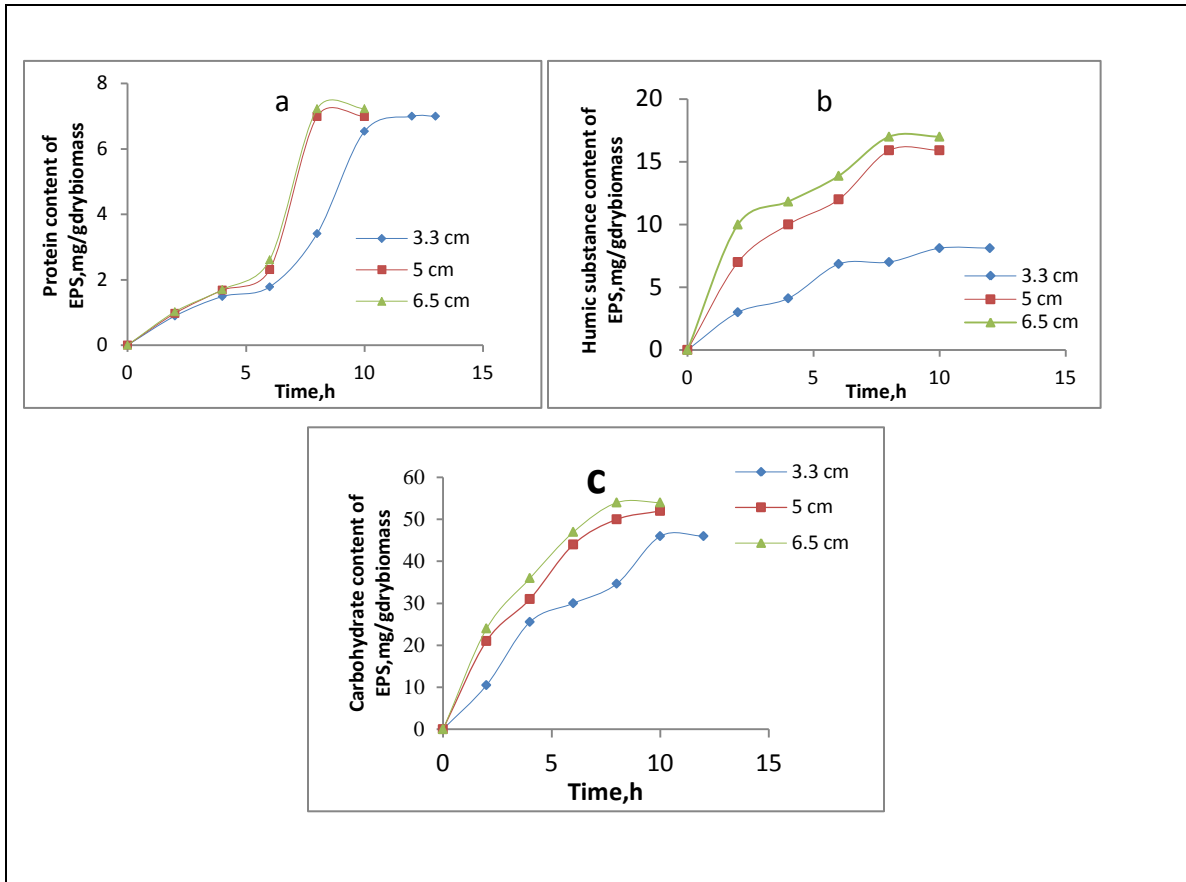 a
Protein content of
EPS,mg/gdrybiomass
8
6
4
2
0
0 5 10 15
Time,h
3.3 cm
5 cm
6.5 cm
b
Humic substance content of
EPS,mg/gdrybiomass
20
15
10
5
0
0 5 10 15
Time,h
3.3 cm
5 cm
6.5 cm
c
Carbohydrate content of
EPS,mg/gdrybiomass
60
50
40
30
20
10
0
0 5 10 15
Time,h
3.3 cm
5 cm
6.5 cm